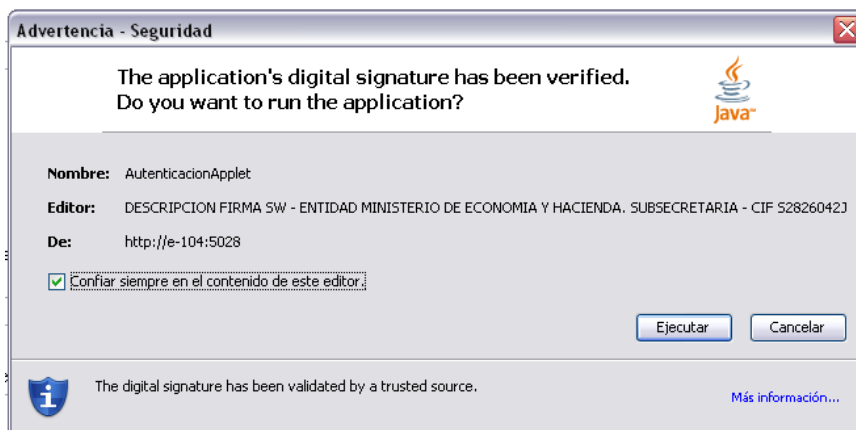 Advertencia - Seguridad
The application's digital signature has been verified.
Do you want to run the application?
Java™
Nombre: AutenticacionApplet
Editor: DESCRIPCION FIRMA SW - ENTIDAD MINISTERIO DE ECONOMIA Y HACIENDA. SUBSECRETARIA - CIF S2826042J
De: http://e-104:5028
Confiar siempre en el contenido de este editor.
Ejecutar Cancelar
The digital signature has been validated by a trusted source.
Más información...